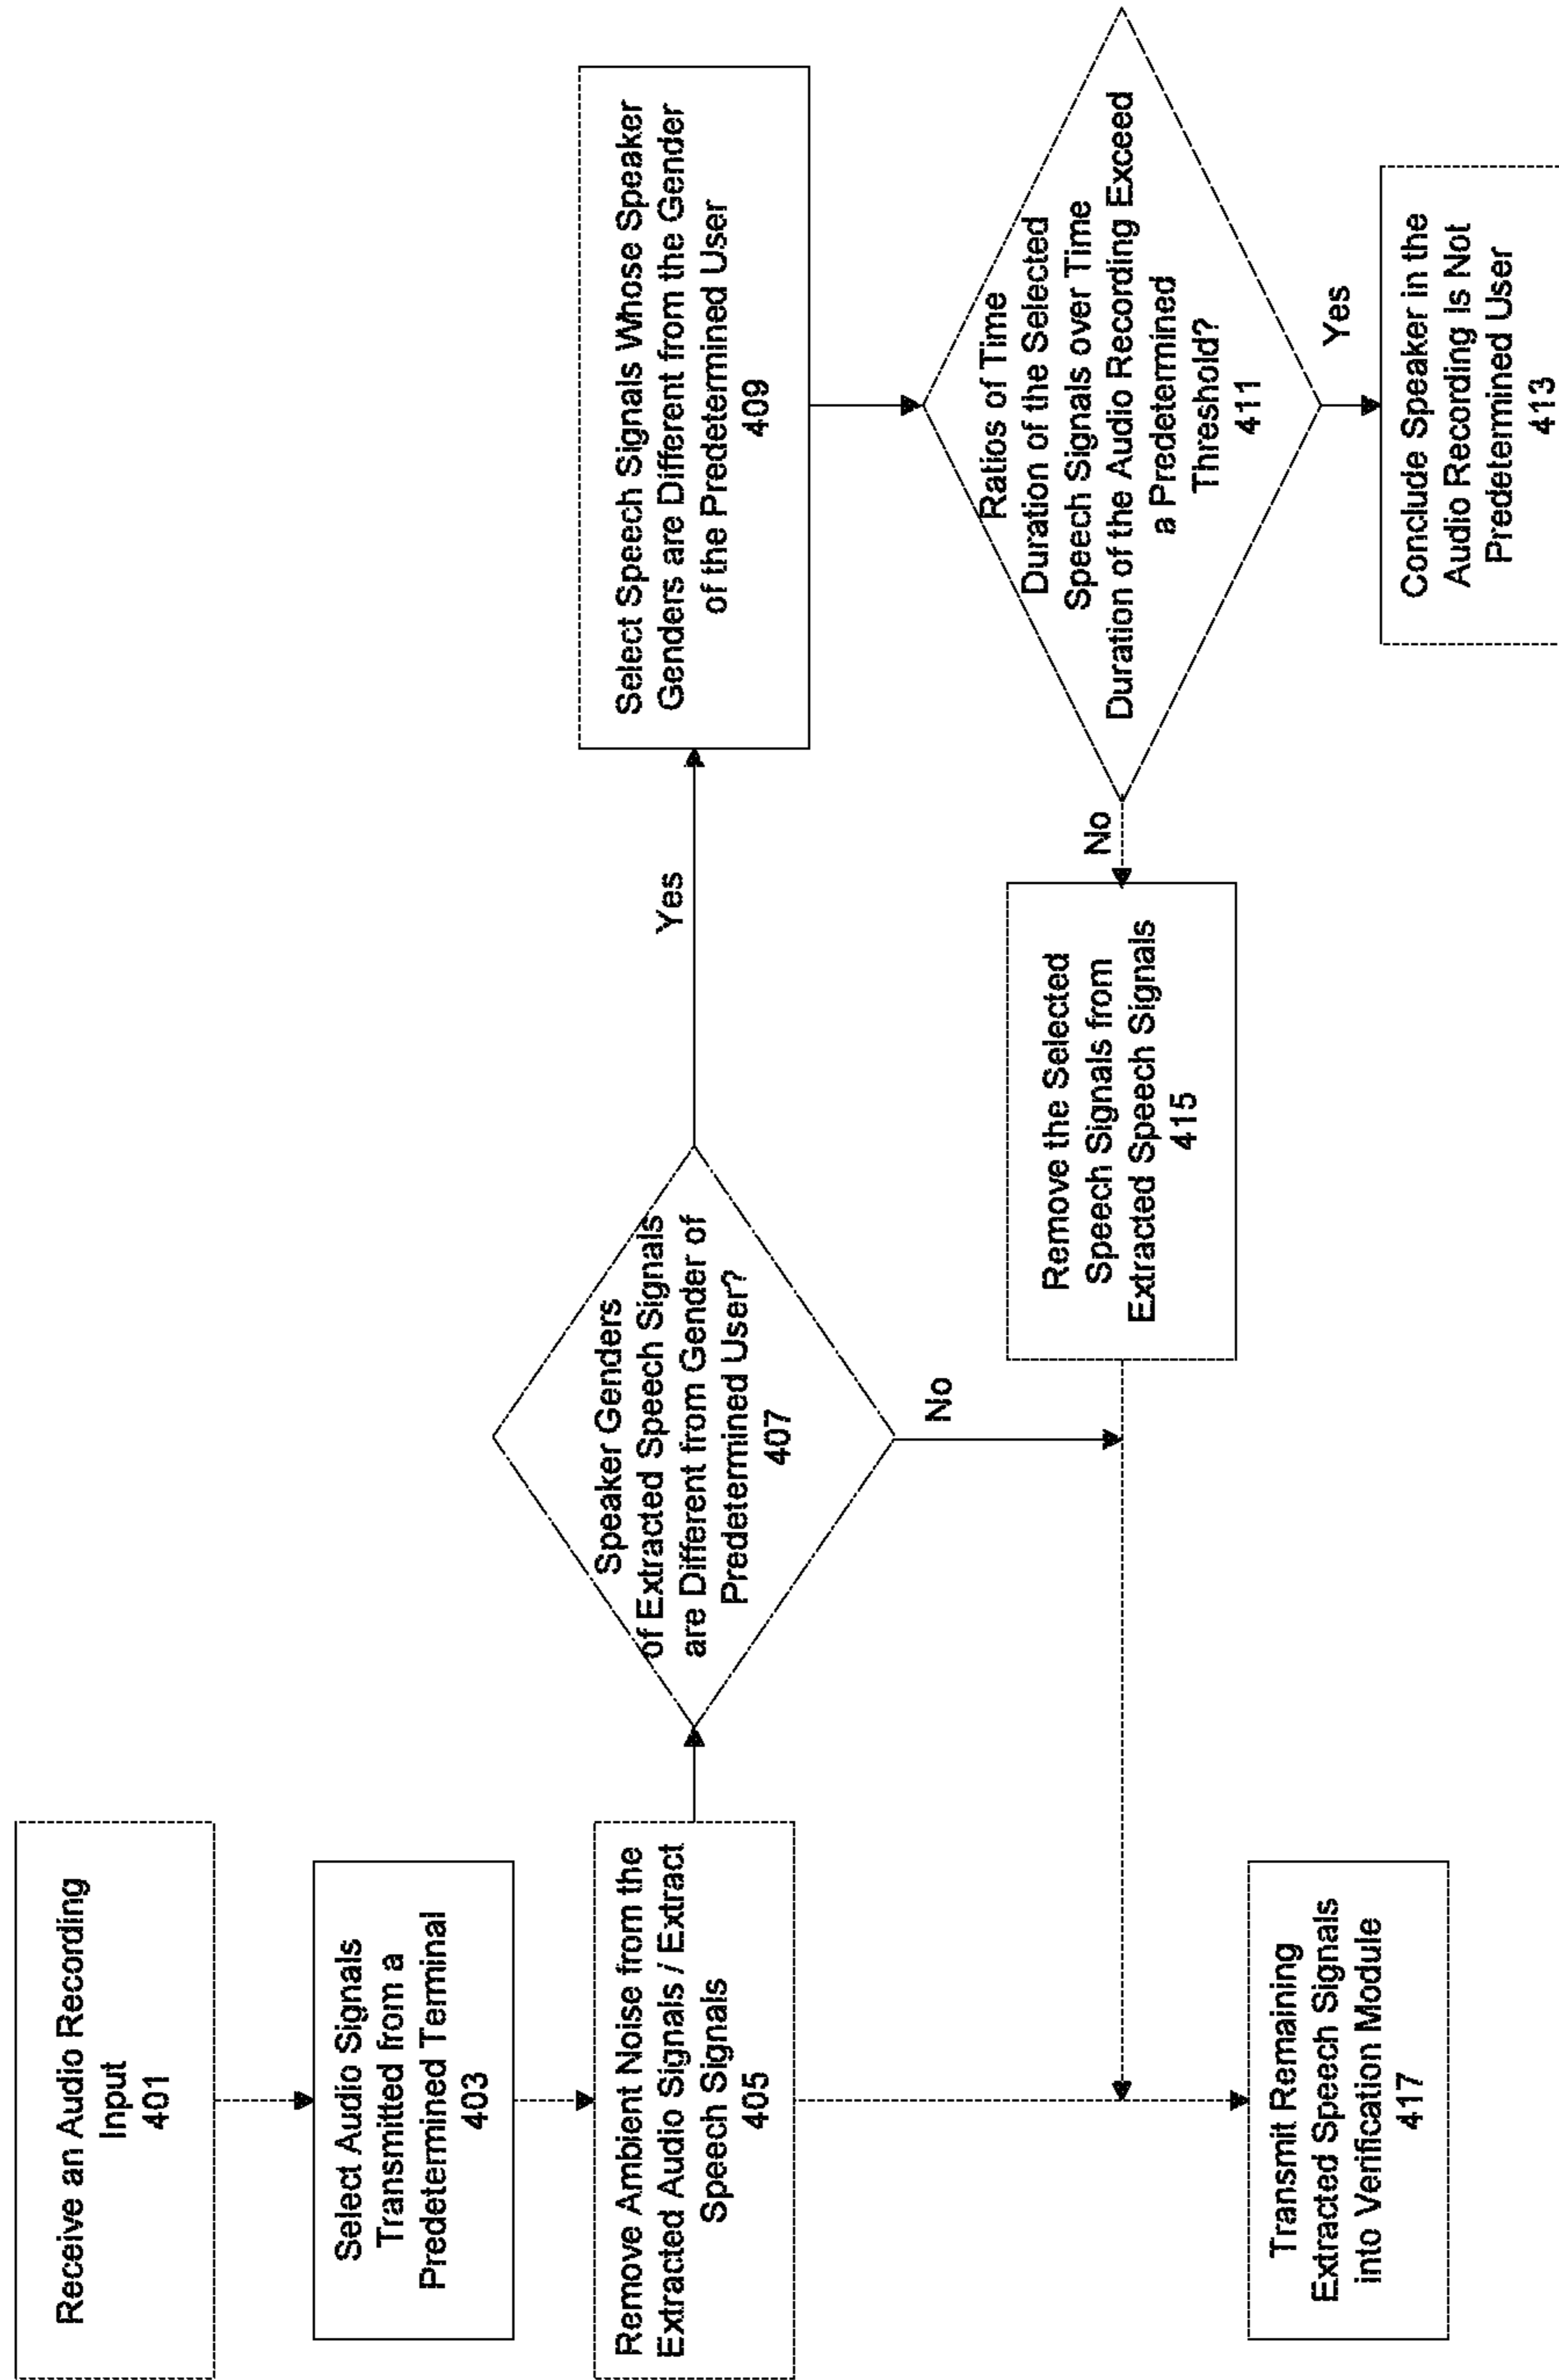 Receive an Audio Recording
Input
401
Select Audio Signals
Transmitted from a
Predetermined Terminal
403
Remove Ambient Noise from the
Extracted Audio Signals / Extract
Speech Signals
405
Speaker Genders
of Extracted Speech Signals
are Different from Gender of
Predetermined User?
407
Yes
No
Select Speech Signals Whose Speaker
Genders are Different from the Gender
of the Predetermined User
409
Ratios of Time
Duration of the Selected
Speech Signals over Time
Duration of the Audio Recording Exceed
a Predetermined
Threshold?
411
Yes
No
Conclude Speaker in the
Audio Recording Is Not
Predetermined User
413
Remove the Selected
Speech Signals from
Extracted Speech Signals
415
Transmit Remaining
Extracted Speech Signals
into Verification Module
417